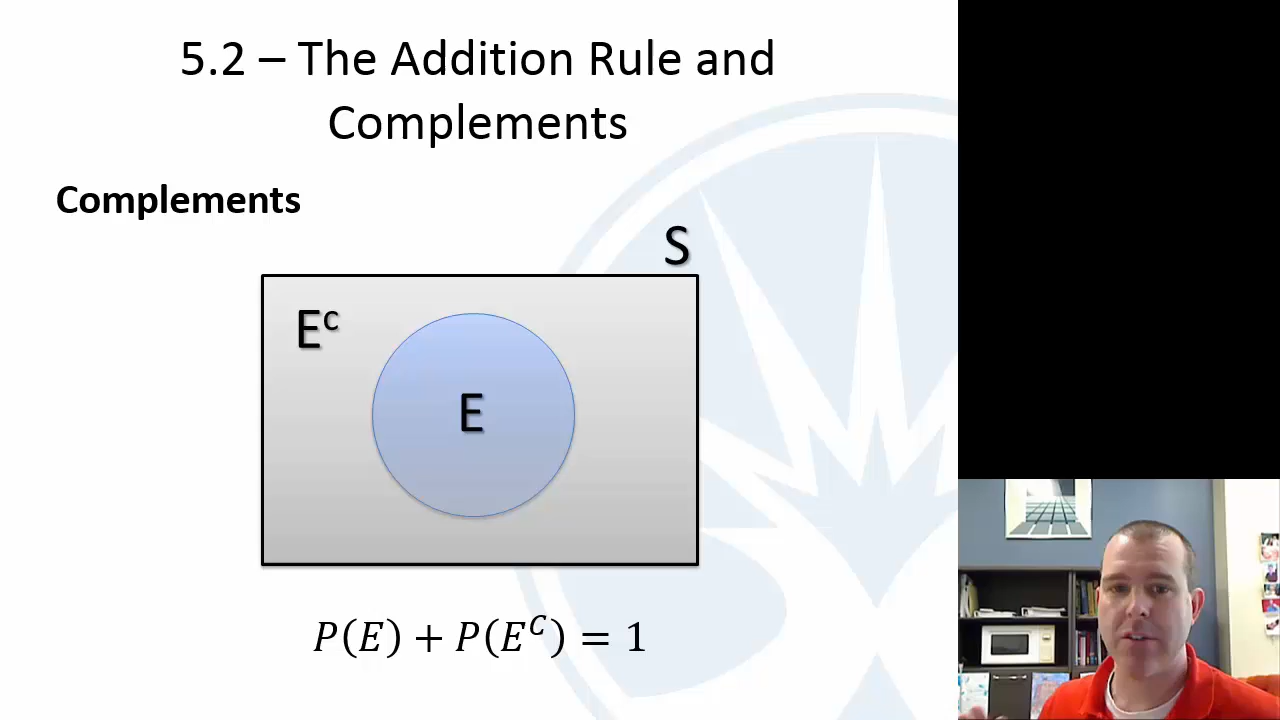 5.2 – The Addition Rule and
Complements
Complements
S
Eᶜ
E
P(E) + P(Eᶜ) = 1